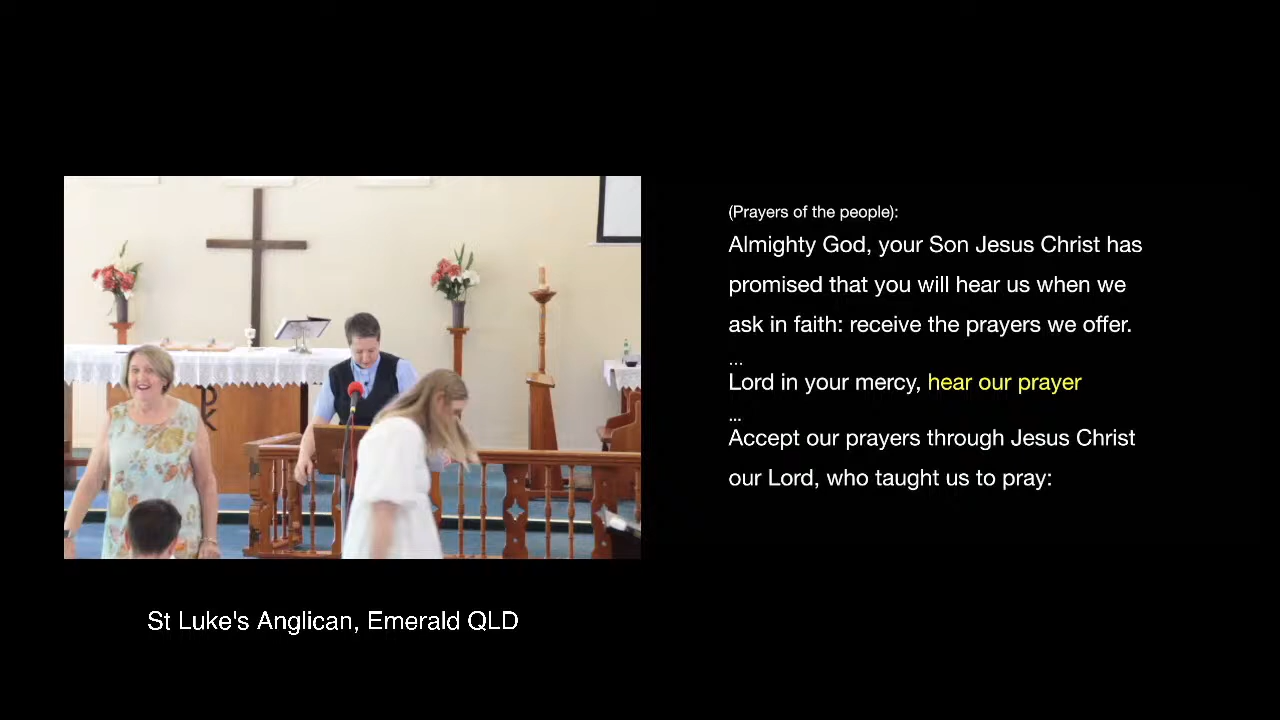 (Prayers of the people):
Almighty God, your Son Jesus Christ has
promised that you will hear us when we
ask in faith: receive the prayers we offer.
...
Lord in your mercy, hear our prayer
...
Accept our prayers through Jesus Christ
our Lord, who taught us to pray:
St Luke's Anglican, Emerald QLD